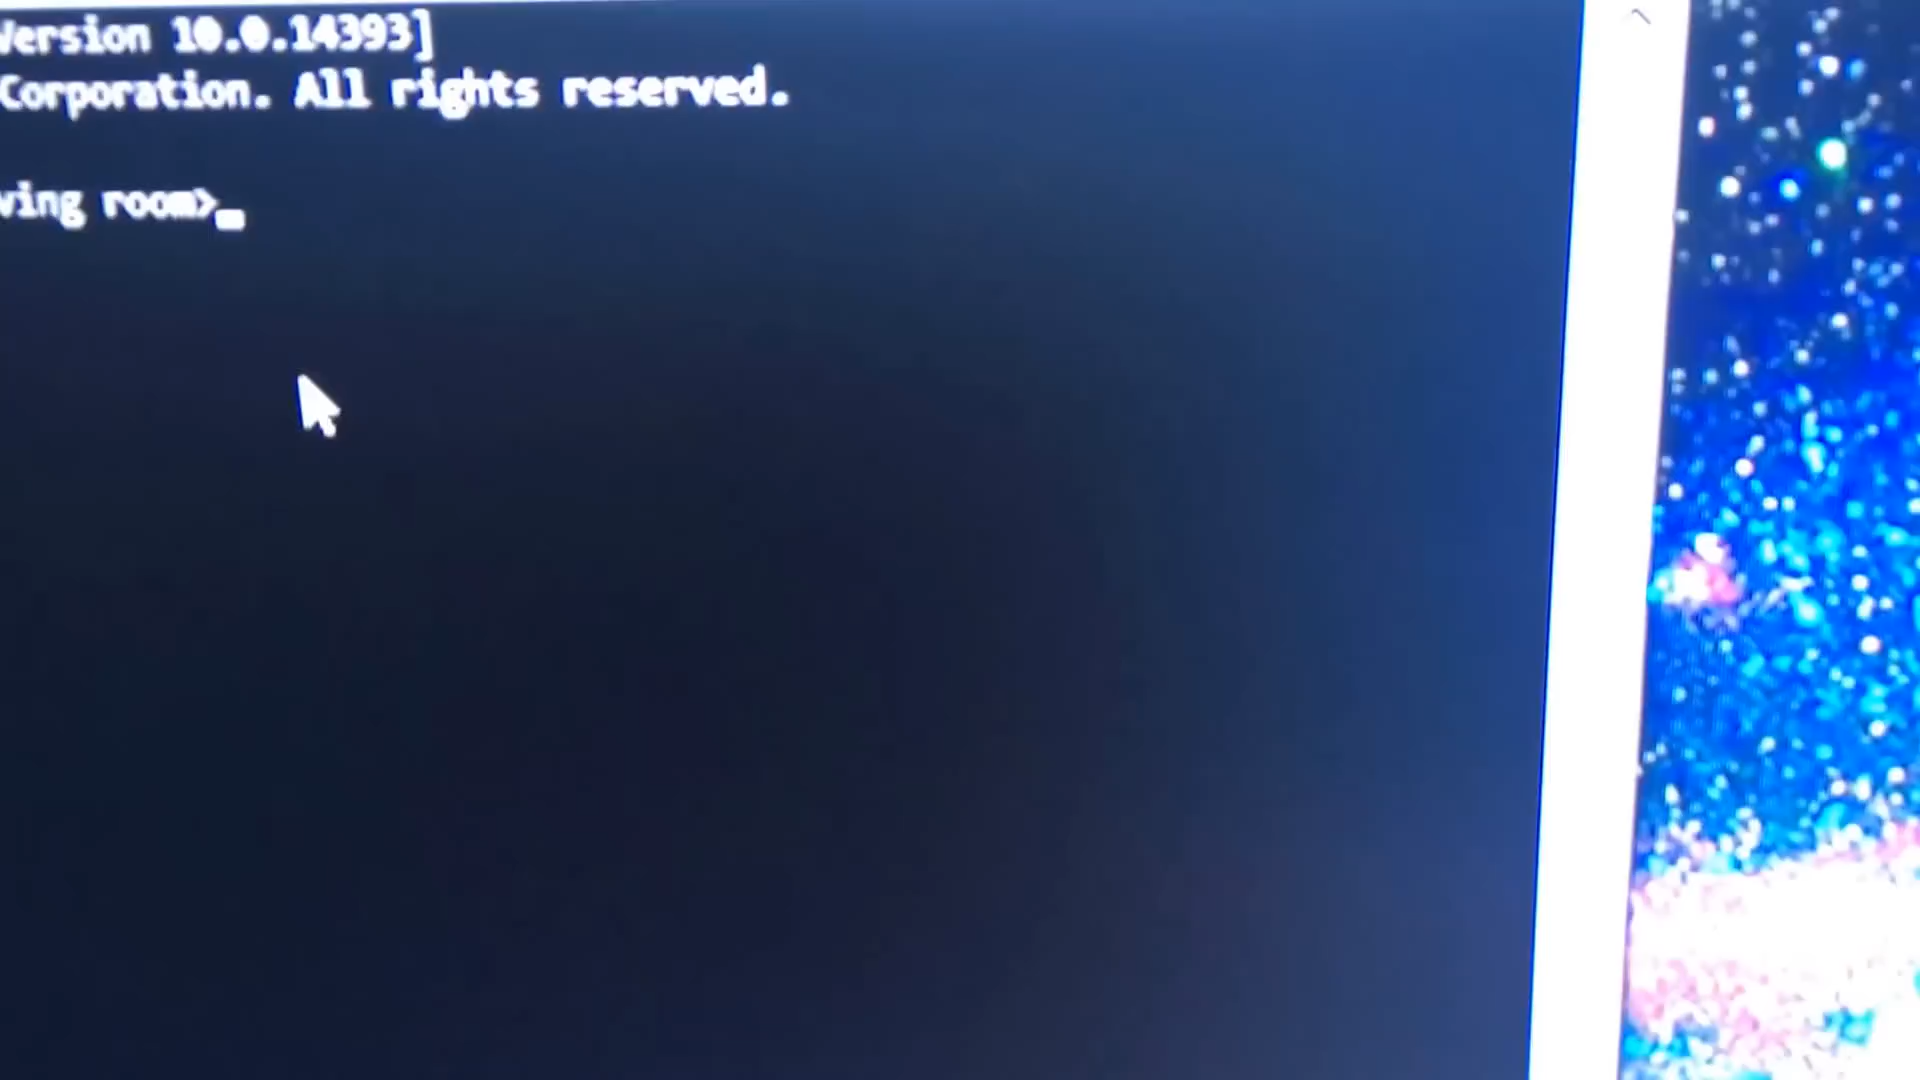 Version 10.0.14393]
Corporation. All rights reserved.
ving room>